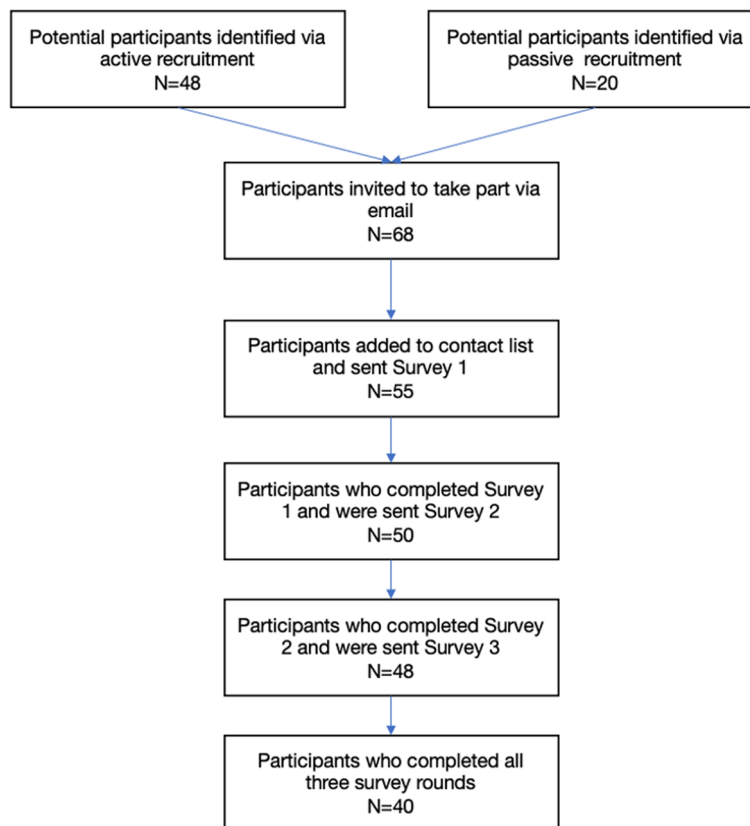 Potential participants identified via
active recruitment
N=48
Potential participants identified via
passive recruitment
N=20
Participants invited to take part via
email
N=68
Participants added to contact list
and sent Survey 1
N=55
Participants who completed Survey
1 and were sent Survey 2
N=50
Participants who completed Survey
2 and were sent Survey 3
N=48
Participants who completed all
three survey rounds
N=40